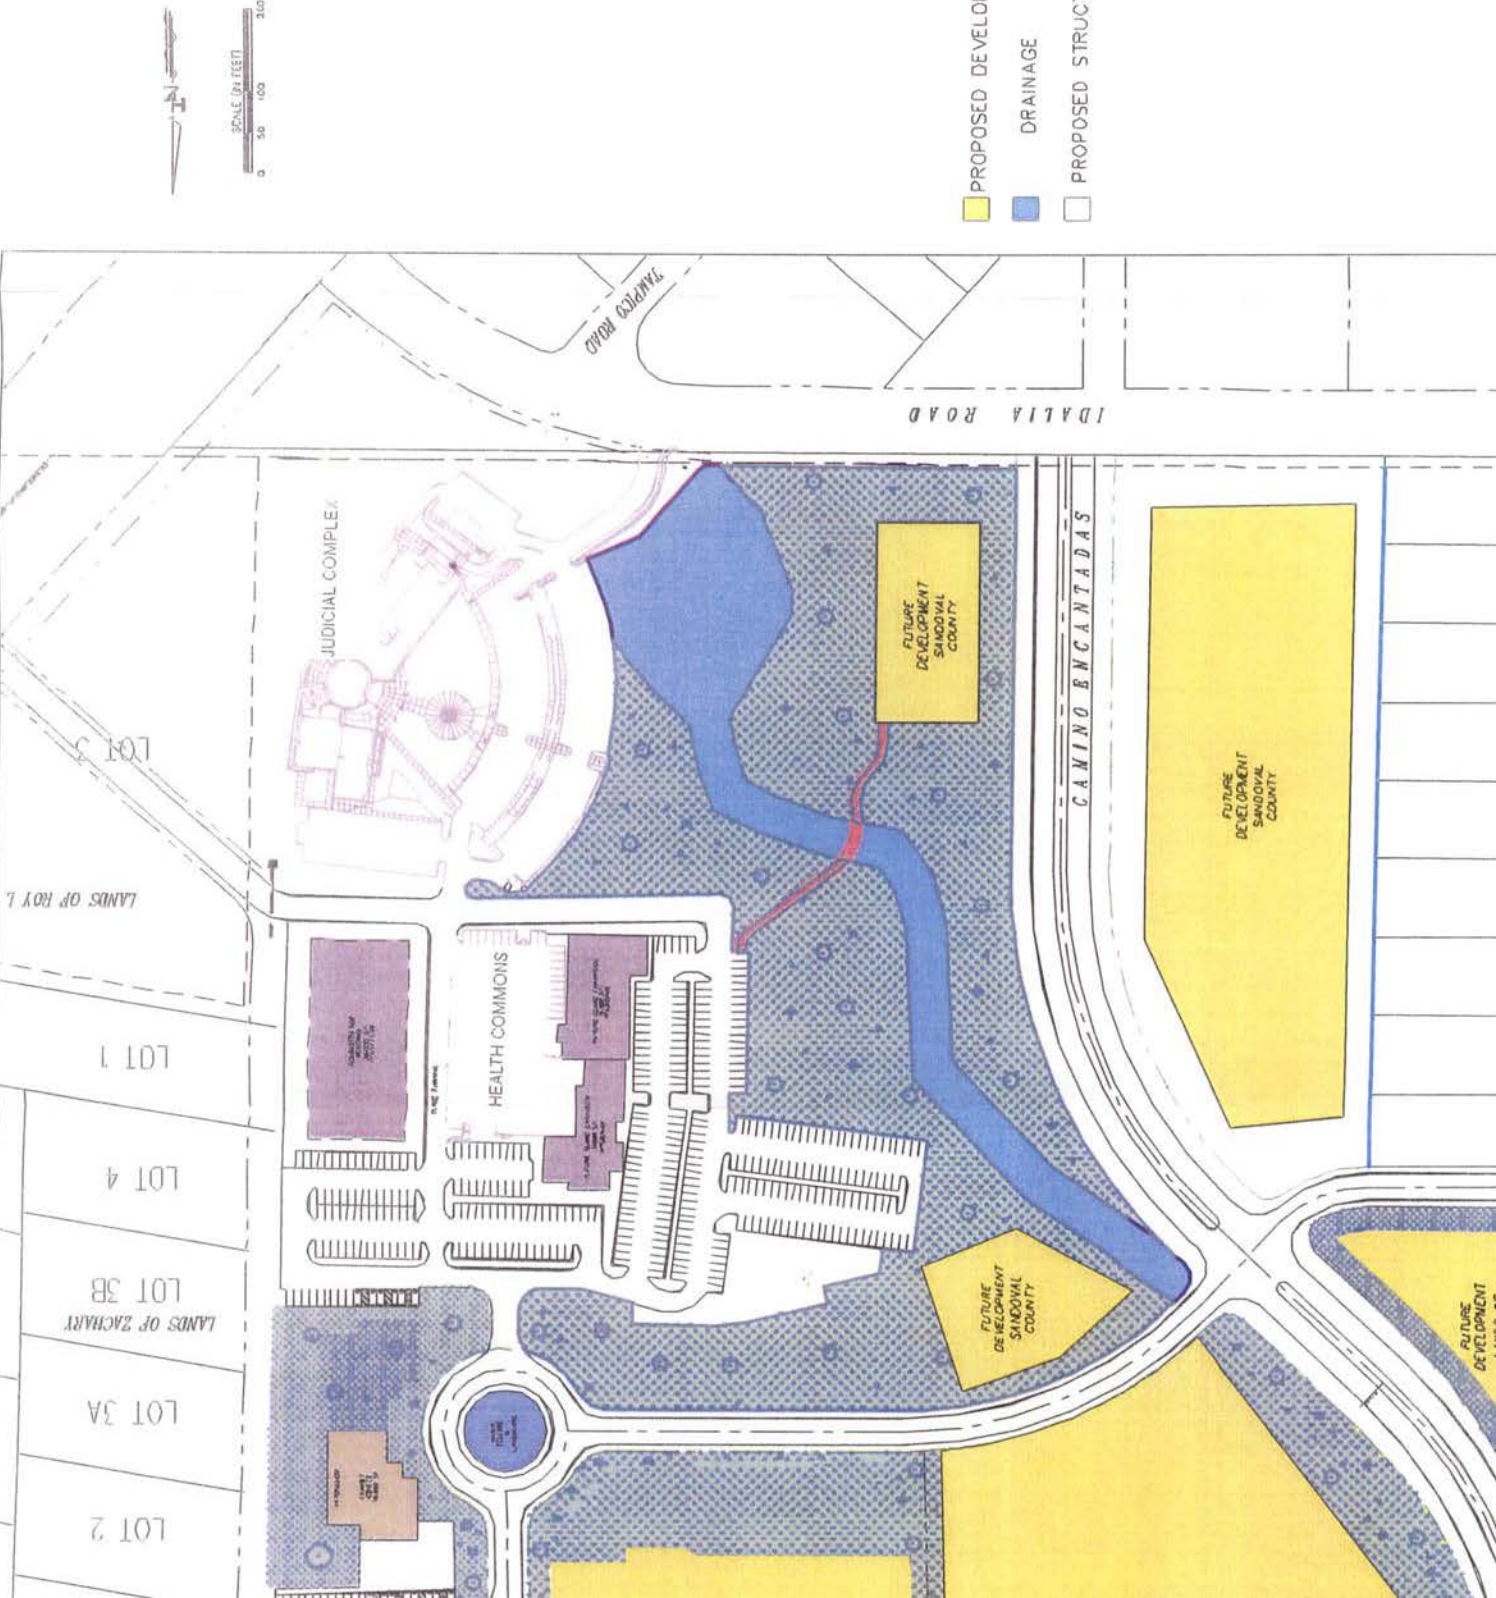 SCALE (IN FEET)
0 50 100 200
PROPOSED DEVELO
DRAINAGE
PROPOSED STRUCT
TAMPICO ROAD
IDALIA ROAD
JUDICIAL COMPLEX
LOT 3
LANDS OF ROY L
LOT 1
LOT 4
LOT 3B
LANDS OF ZACHARY
LOT 3A
LOT 2
HEALTH COMMONS
CAMINO ENCANTADAS
FUTURE
DEVELOPMENT
SANDOVAL
COUNTY
FUTURE
DEVELOPMENT
SANDOVAL
COUNTY
FUTURE
DEVELOPMENT
SANDOVAL
COUNTY
FUTURE
DEVELOPMENT